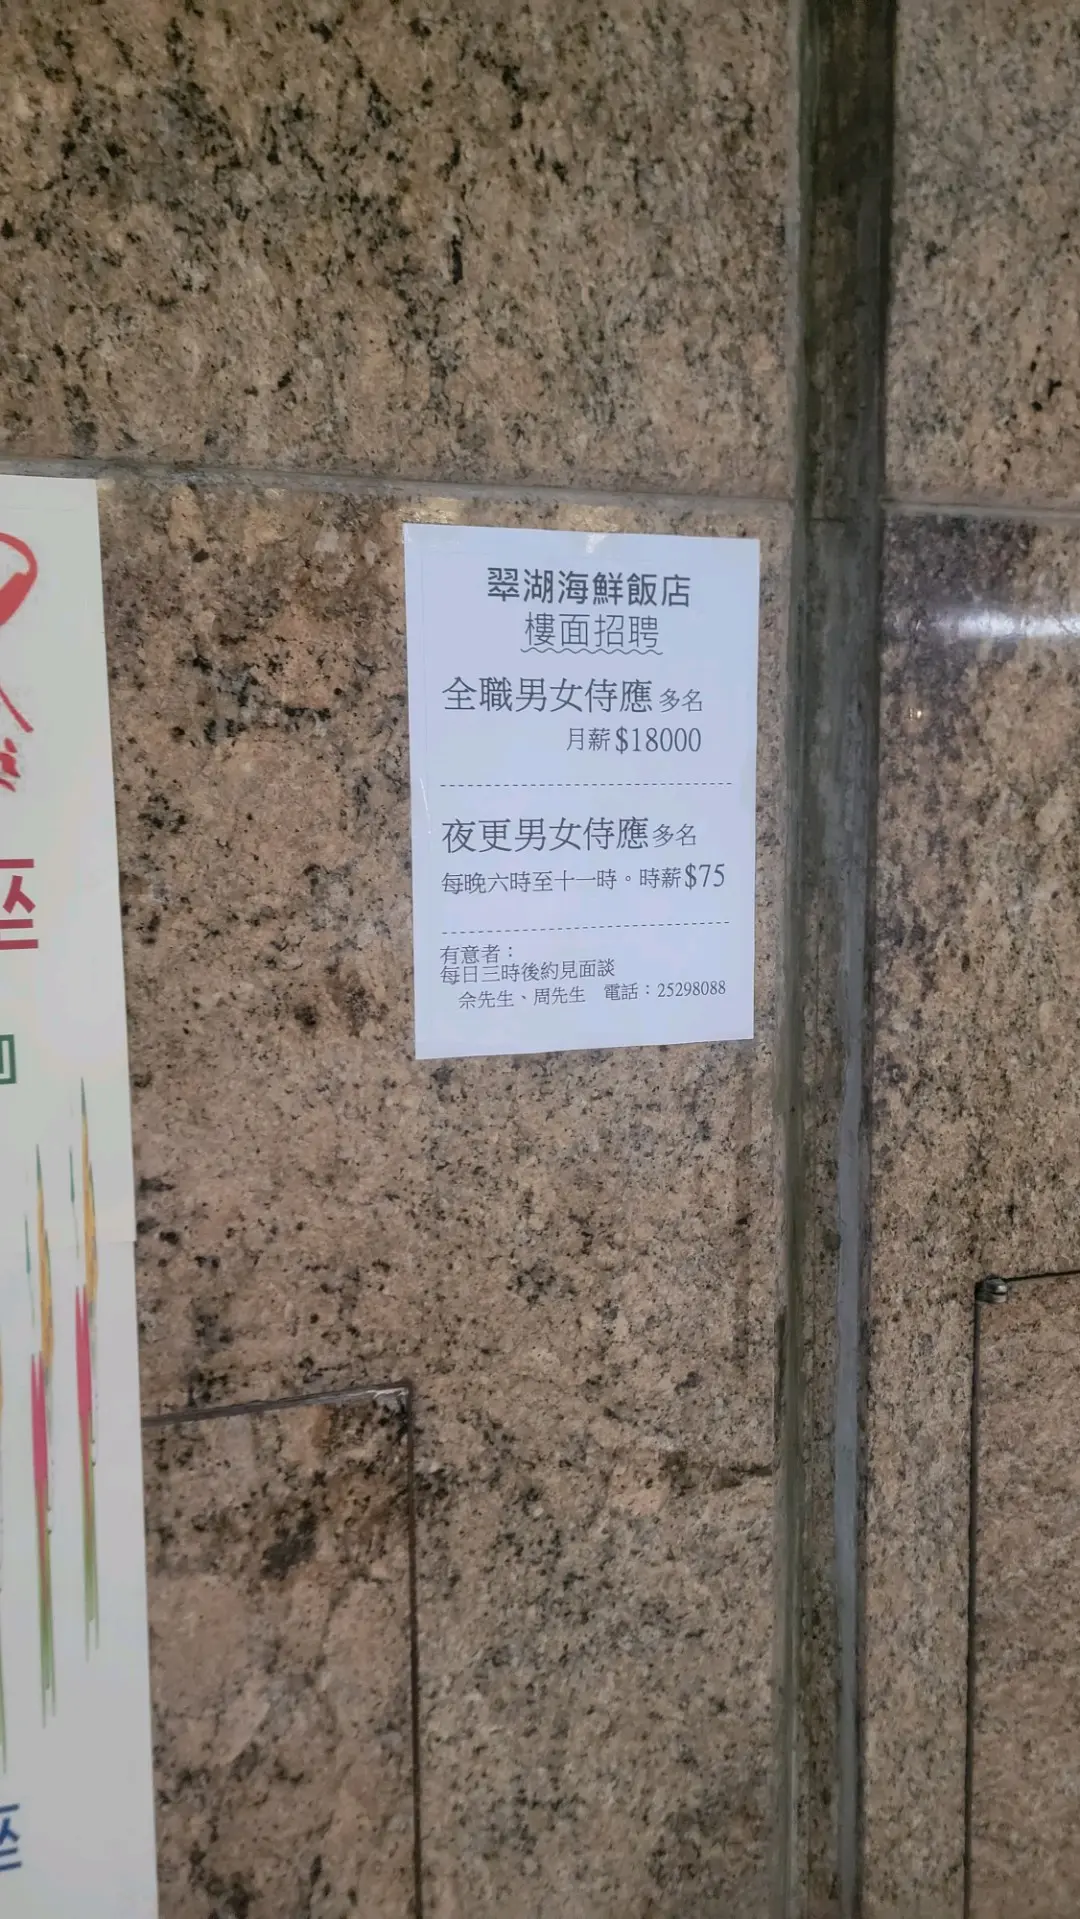 翠湖海鮮飯店
樓面招聘
全職男女侍應多名
月薪$18000
夜更男女侍應多名
每晚六時至十一時。時薪$75
有意者：
每日三時後約見面談
佘先生、周先生 電話：25298088